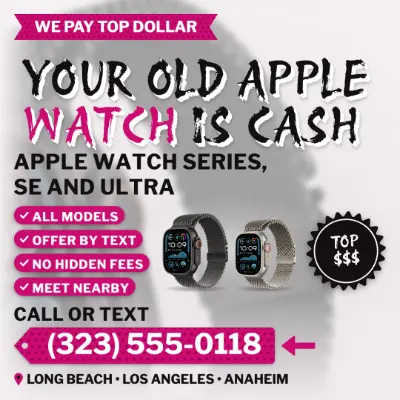 WE PAY TOP DOLLAR
YOUR OLD APPLE
WATCH IS CASH
APPLE WATCH SERIES,
SE AND ULTRA
ALL MODELS
OFFER BY TEXT
NO HIDDEN FEES
MEET NEARBY
TOP
$$$
CALL OR TEXT
(323) 555-0118
LONG BEACH • LOS ANGELES • ANAHEIM